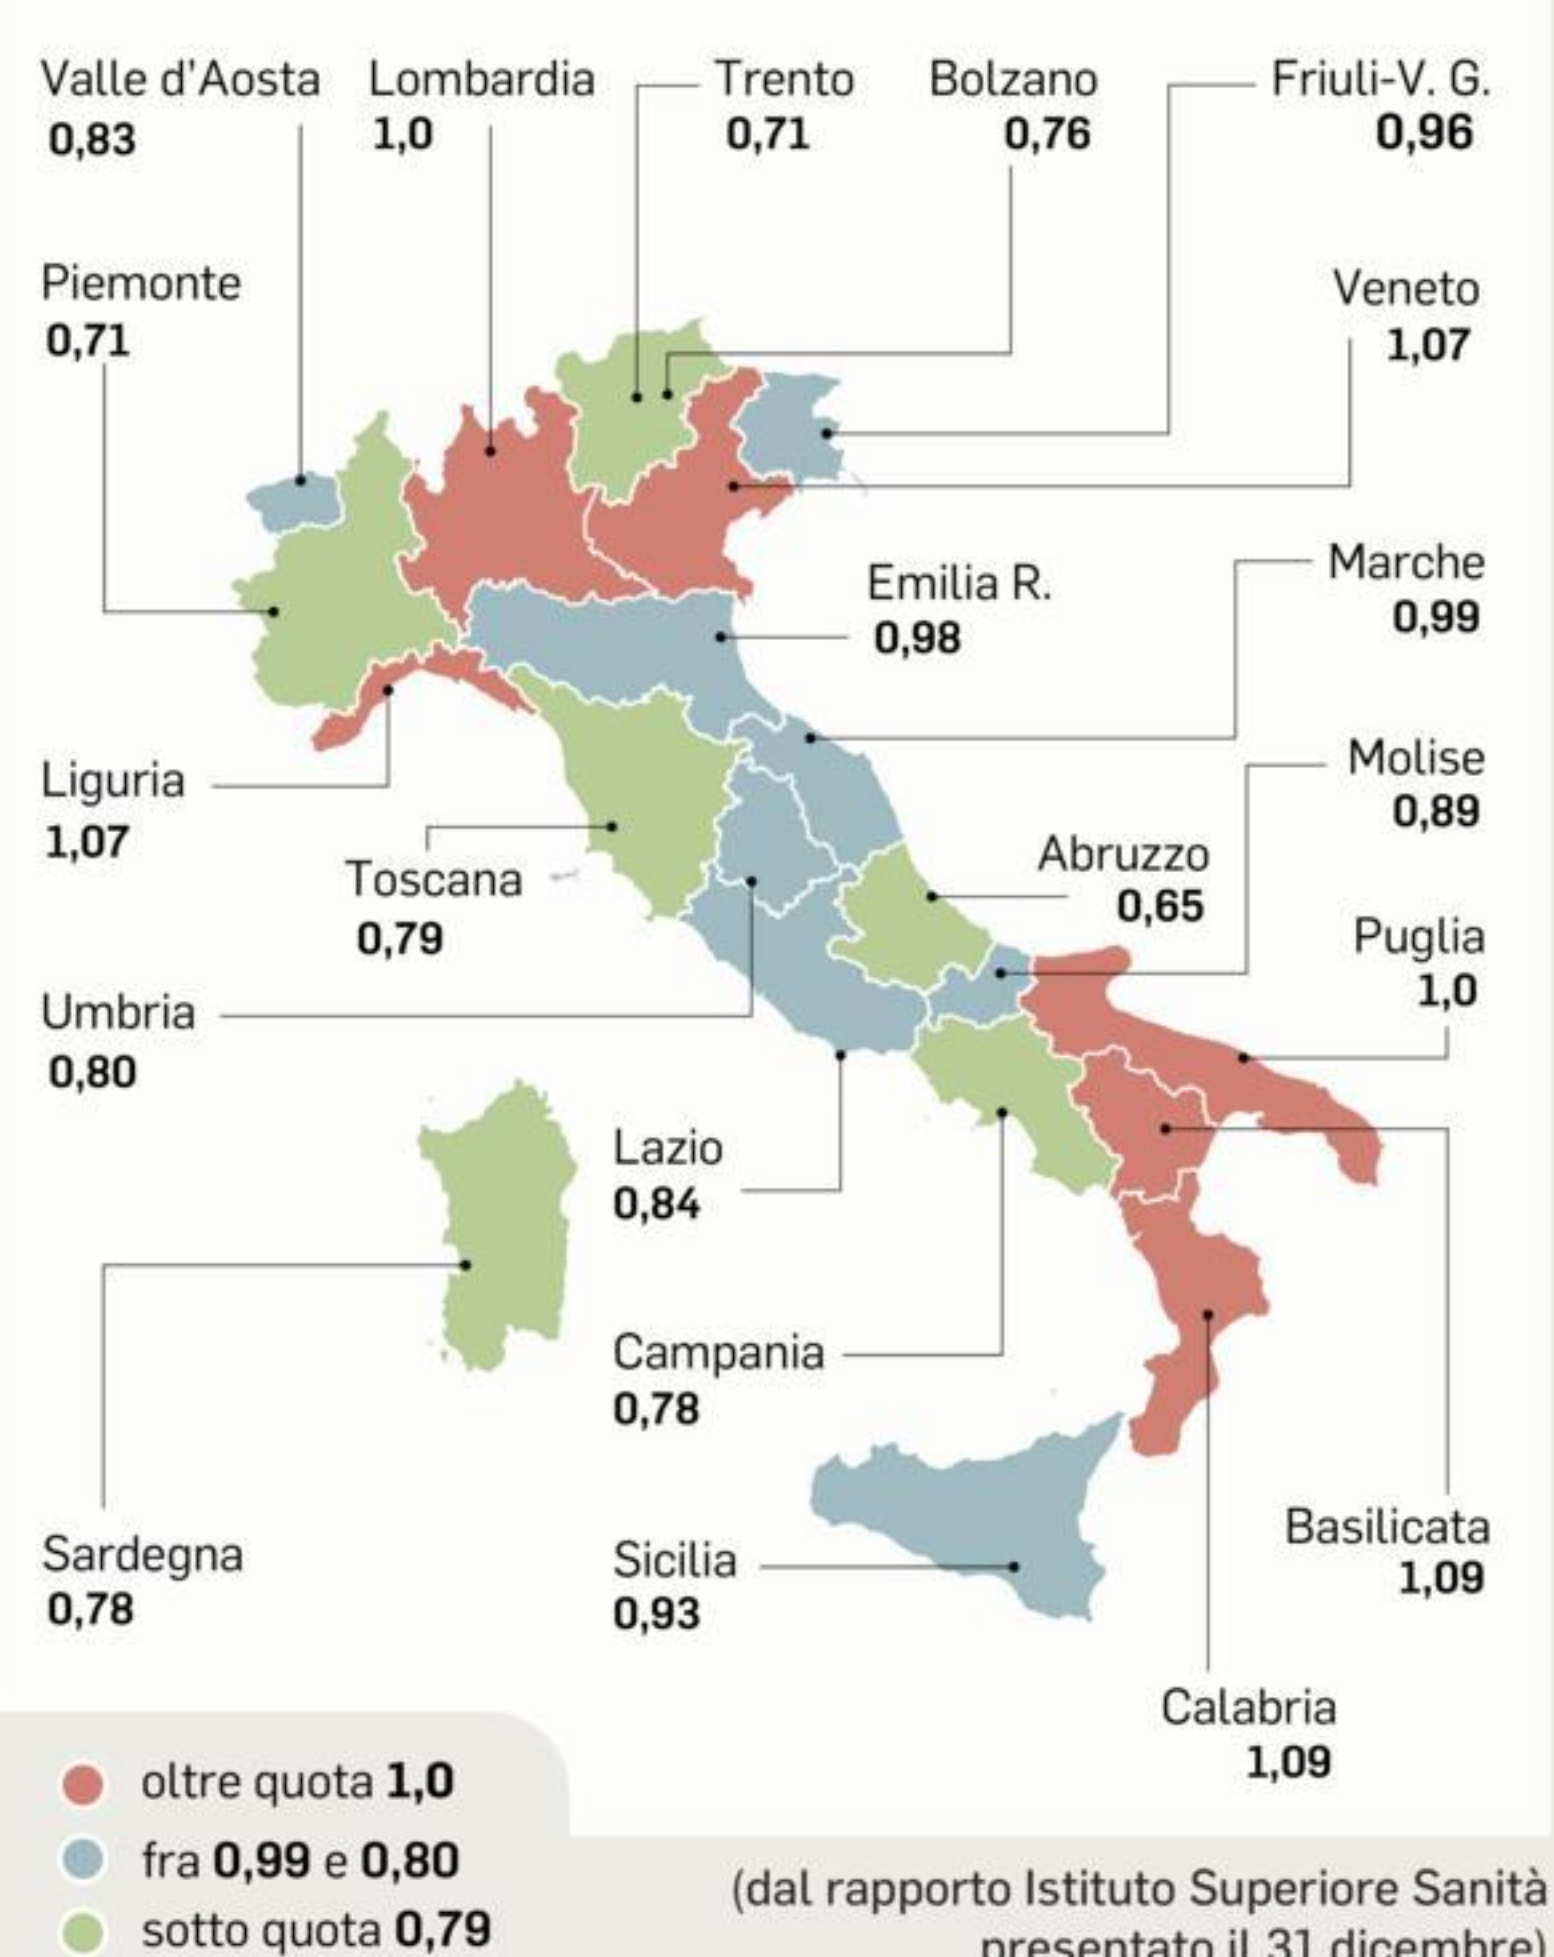 Valle d'Aosta
0,83
Lombardia
1,0
Trento
0,71
Bolzano
0,76
Friuli-V. G.
0,96
Piemonte
0,71
Veneto
1,07
Emilia R.
0,98
Marche
0,99
Liguria
1,07
Molise
0,89
Toscana
0,79
Abruzzo
0,65
Puglia
1,0
Umbria
0,80
Lazio
0,84
Campania
0,78
Sardegna
0,78
Sicilia
0,93
Basilicata
1,09
Calabria
1,09
oltre quota 1,0
fra 0,99 e 0,80
sotto quota 0,79
(dal rapporto Istituto Superiore Sanità
presentato il 31 dicembre)